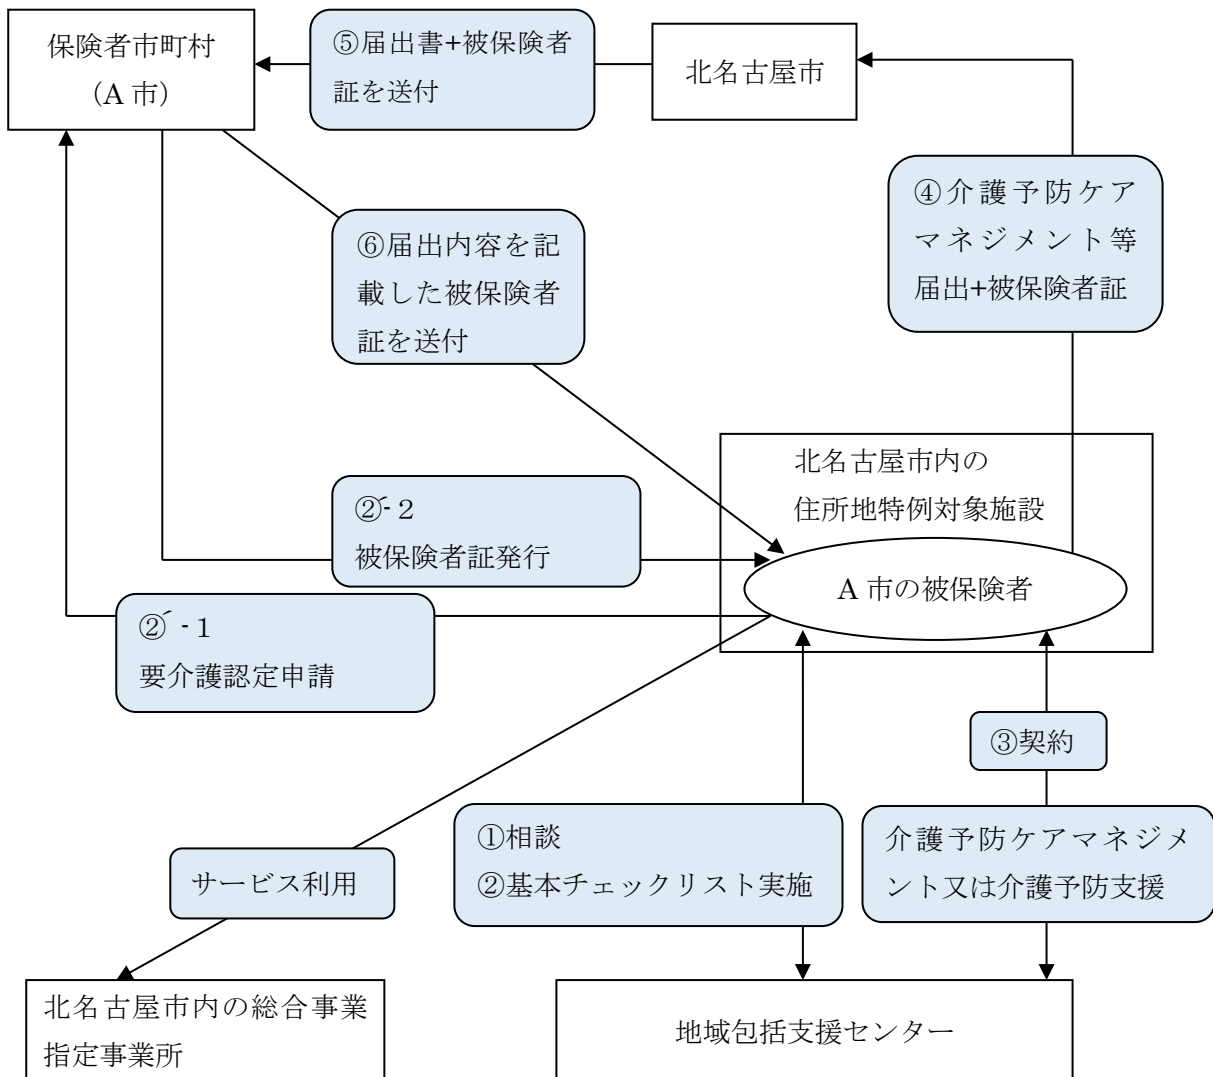 保険者市町村
（A 市）
⑤届出書+被保険者
証を送付
北名古屋市
④介護予防ケア
マネジメント等
届出+被保険者証
⑥届出内容を記
載した被保険者
証を送付
北名古屋市内の
住所地特例対象施設
②´-２
被保険者証発行
A 市の被保険者
②´-１
要介護認定申請
③契約
①相談
②基本チェックリスト実施
介護予防ケアマネジメ
ント又は介護予防支援
サービス利用
北名古屋市内の総合事業
指定事業所
地域包括支援センター